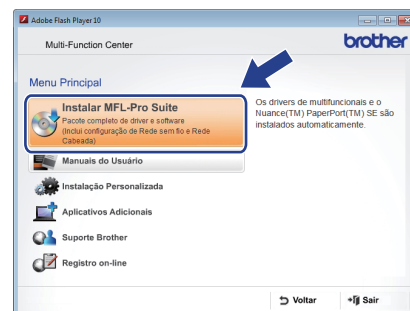 Adobe Flash Player 10
Multi-Function Center
brother
Menu Principal
Instalar MFL-Pro Suite
Pacote completo de driver e software
(Inclui configuração de Rede sem fio e Rede
Cabeada)
Os drivers de multifuncionais e o
Nuance(TM) PaperPort(TM) SE são
instalados automaticamente.
Manuais do Usuário
Instalação Personalizada
Aplicativos Adicionais
Suporte Brother
Registro on-line
Voltar
Sair